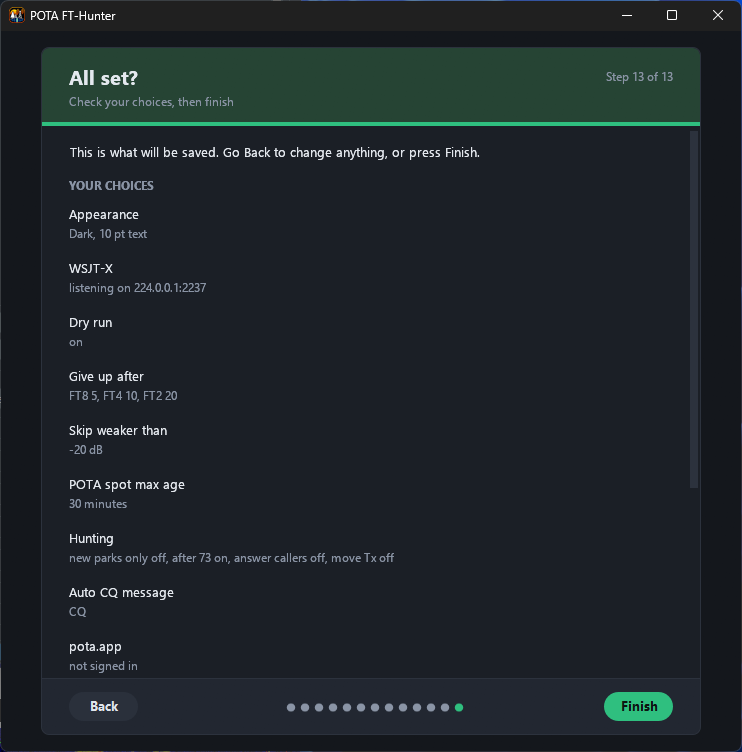 POTA FT-Hunter
All set?
Step 13 of 13
Check your choices, then finish
This is what will be saved. Go Back to change anything, or press Finish.
YOUR CHOICES
Appearance
Dark, 10 pt text
WSJT-X
listening on 224.0.0.1:2237
Dry run
on
Give up after
FT8 5, FT4 10, FT2 20
Skip weaker than
-20 dB
POTA spot max age
30 minutes
Hunting
new parks only off, after 73 on, answer callers off, move Tx off
Auto CQ message
CQ
pota.app
not signed in
Back
Finish